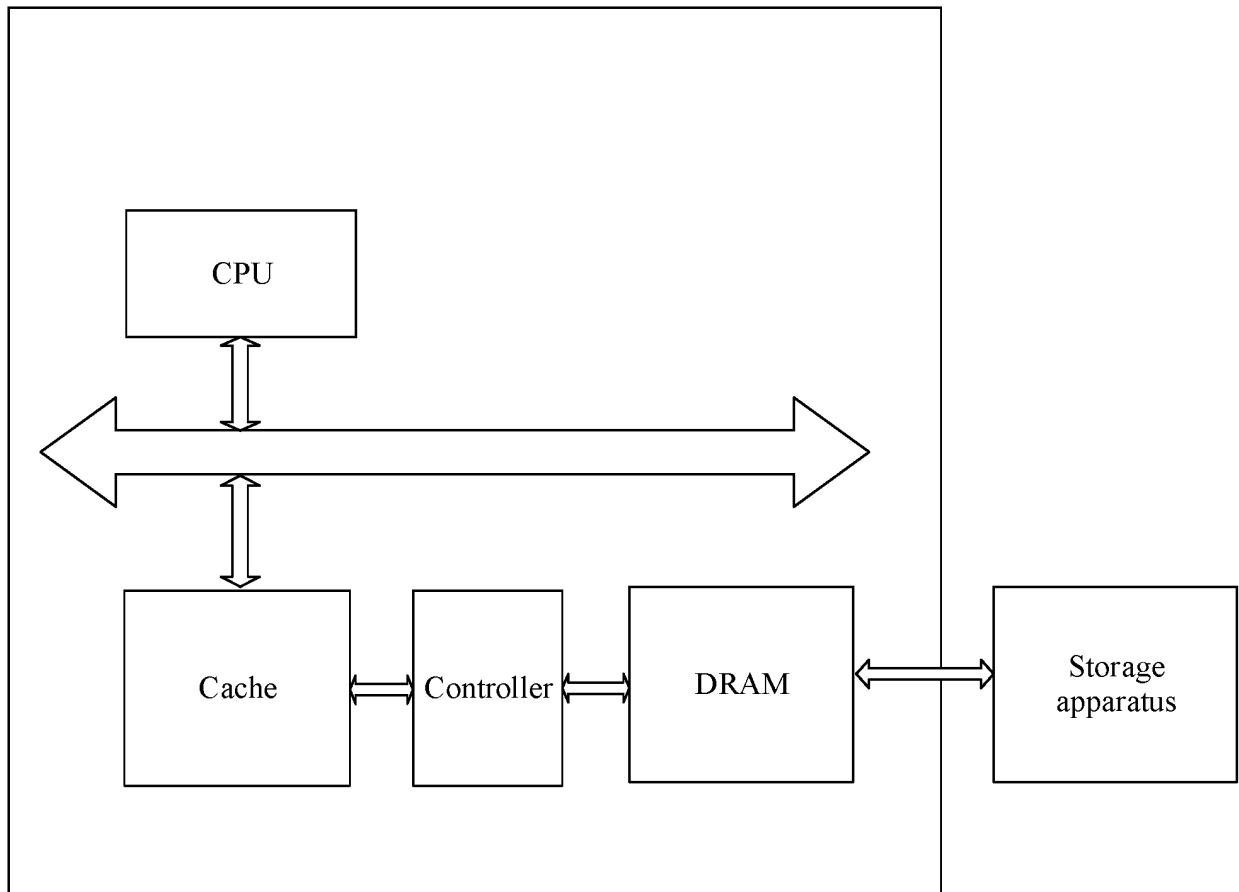 CPU
Cache
Controller
DRAM
Storage
apparatus